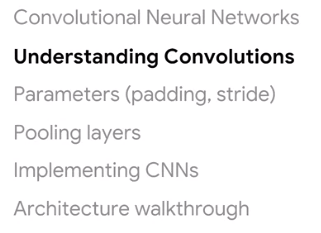 Convolutional Neural Networks
Understanding Convolutions
Parameters (padding, stride)
Pooling layers
Implementing CNNs
Architecture walkthrough